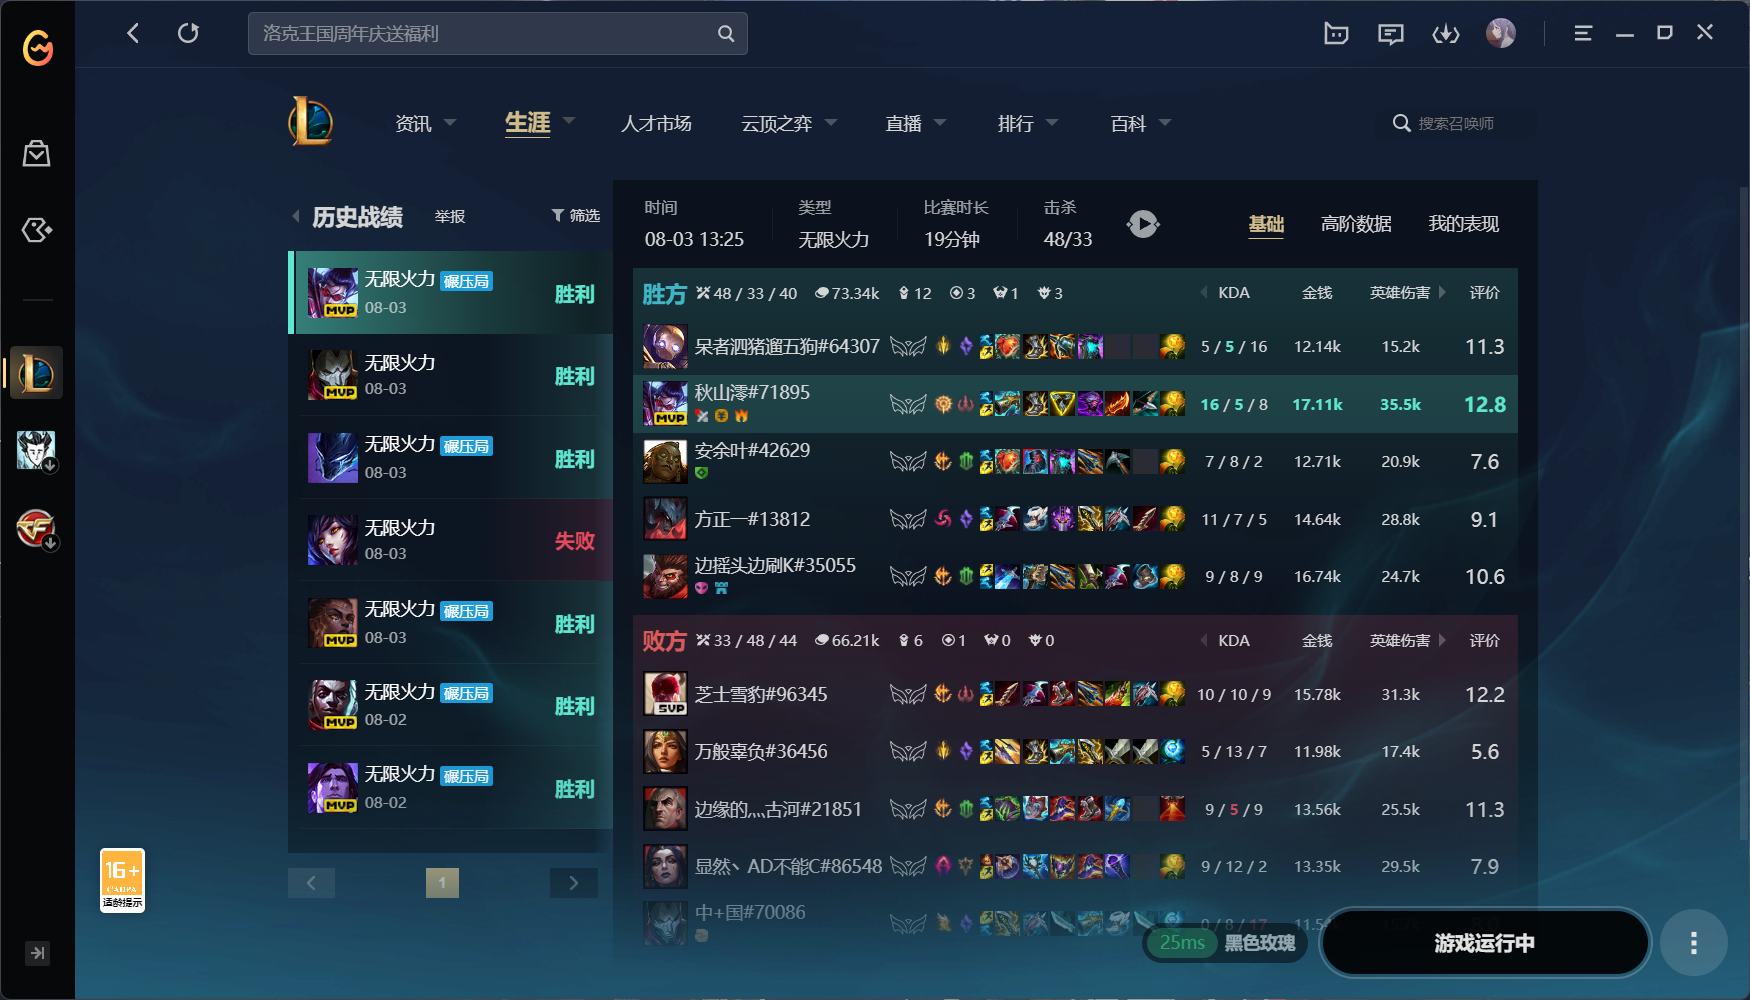 洛克王国周年庆送福利
资讯
生涯
人才市场
云顶之弈
直播
排行
百科
搜索召唤师
历史战绩
举报
筛选
无限火力 碾压局
08-03
胜利
MVP
无限火力
08-03
胜利
MVP
无限火力 碾压局
08-03
胜利
无限火力
08-03
失败
无限火力 碾压局
08-03
胜利
MVP
无限火力 碾压局
08-02
胜利
MVP
无限火力 碾压局
08-02
胜利
MVP
1
时间
08-03 13:25
类型
无限火力
比赛时长
19分钟
击杀
48/33
基础
高阶数据
我的表现
胜方 48 / 33 / 40 73.34k 12 3 1 3 KDA 金钱 英雄伤害 评价
呆者泗猪遛五狗#64307 5 / 5 / 16 12.14k 15.2k 11.3
MVP 秋山澪#71895 16 / 5 / 8 17.11k 35.5k 12.8
安余叶#42629 7 / 8 / 2 12.71k 20.9k 7.6
方正一#13812 11 / 7 / 5 14.64k 28.8k 9.1
边摇头边刷K#35055 9 / 8 / 9 16.74k 24.7k 10.6
败方 33 / 48 / 44 66.21k 6 1 0 0 KDA 金钱 英雄伤害 评价
SVP 芝士雪豹#96345 10 / 10 / 9 15.78k 31.3k 12.2
万般辜负#36456 5 / 13 / 7 11.98k 17.4k 5.6
边缘的灬古河#21851 9 / 5 / 9 13.56k 25.5k 11.3
显然丶AD不能C#86548 9 / 12 / 2 13.35k 29.5k 7.9
中+国#70086 0 / 8 / 17
25ms 黑色玫瑰
游戏运行中
16+
CADPA
适龄提示